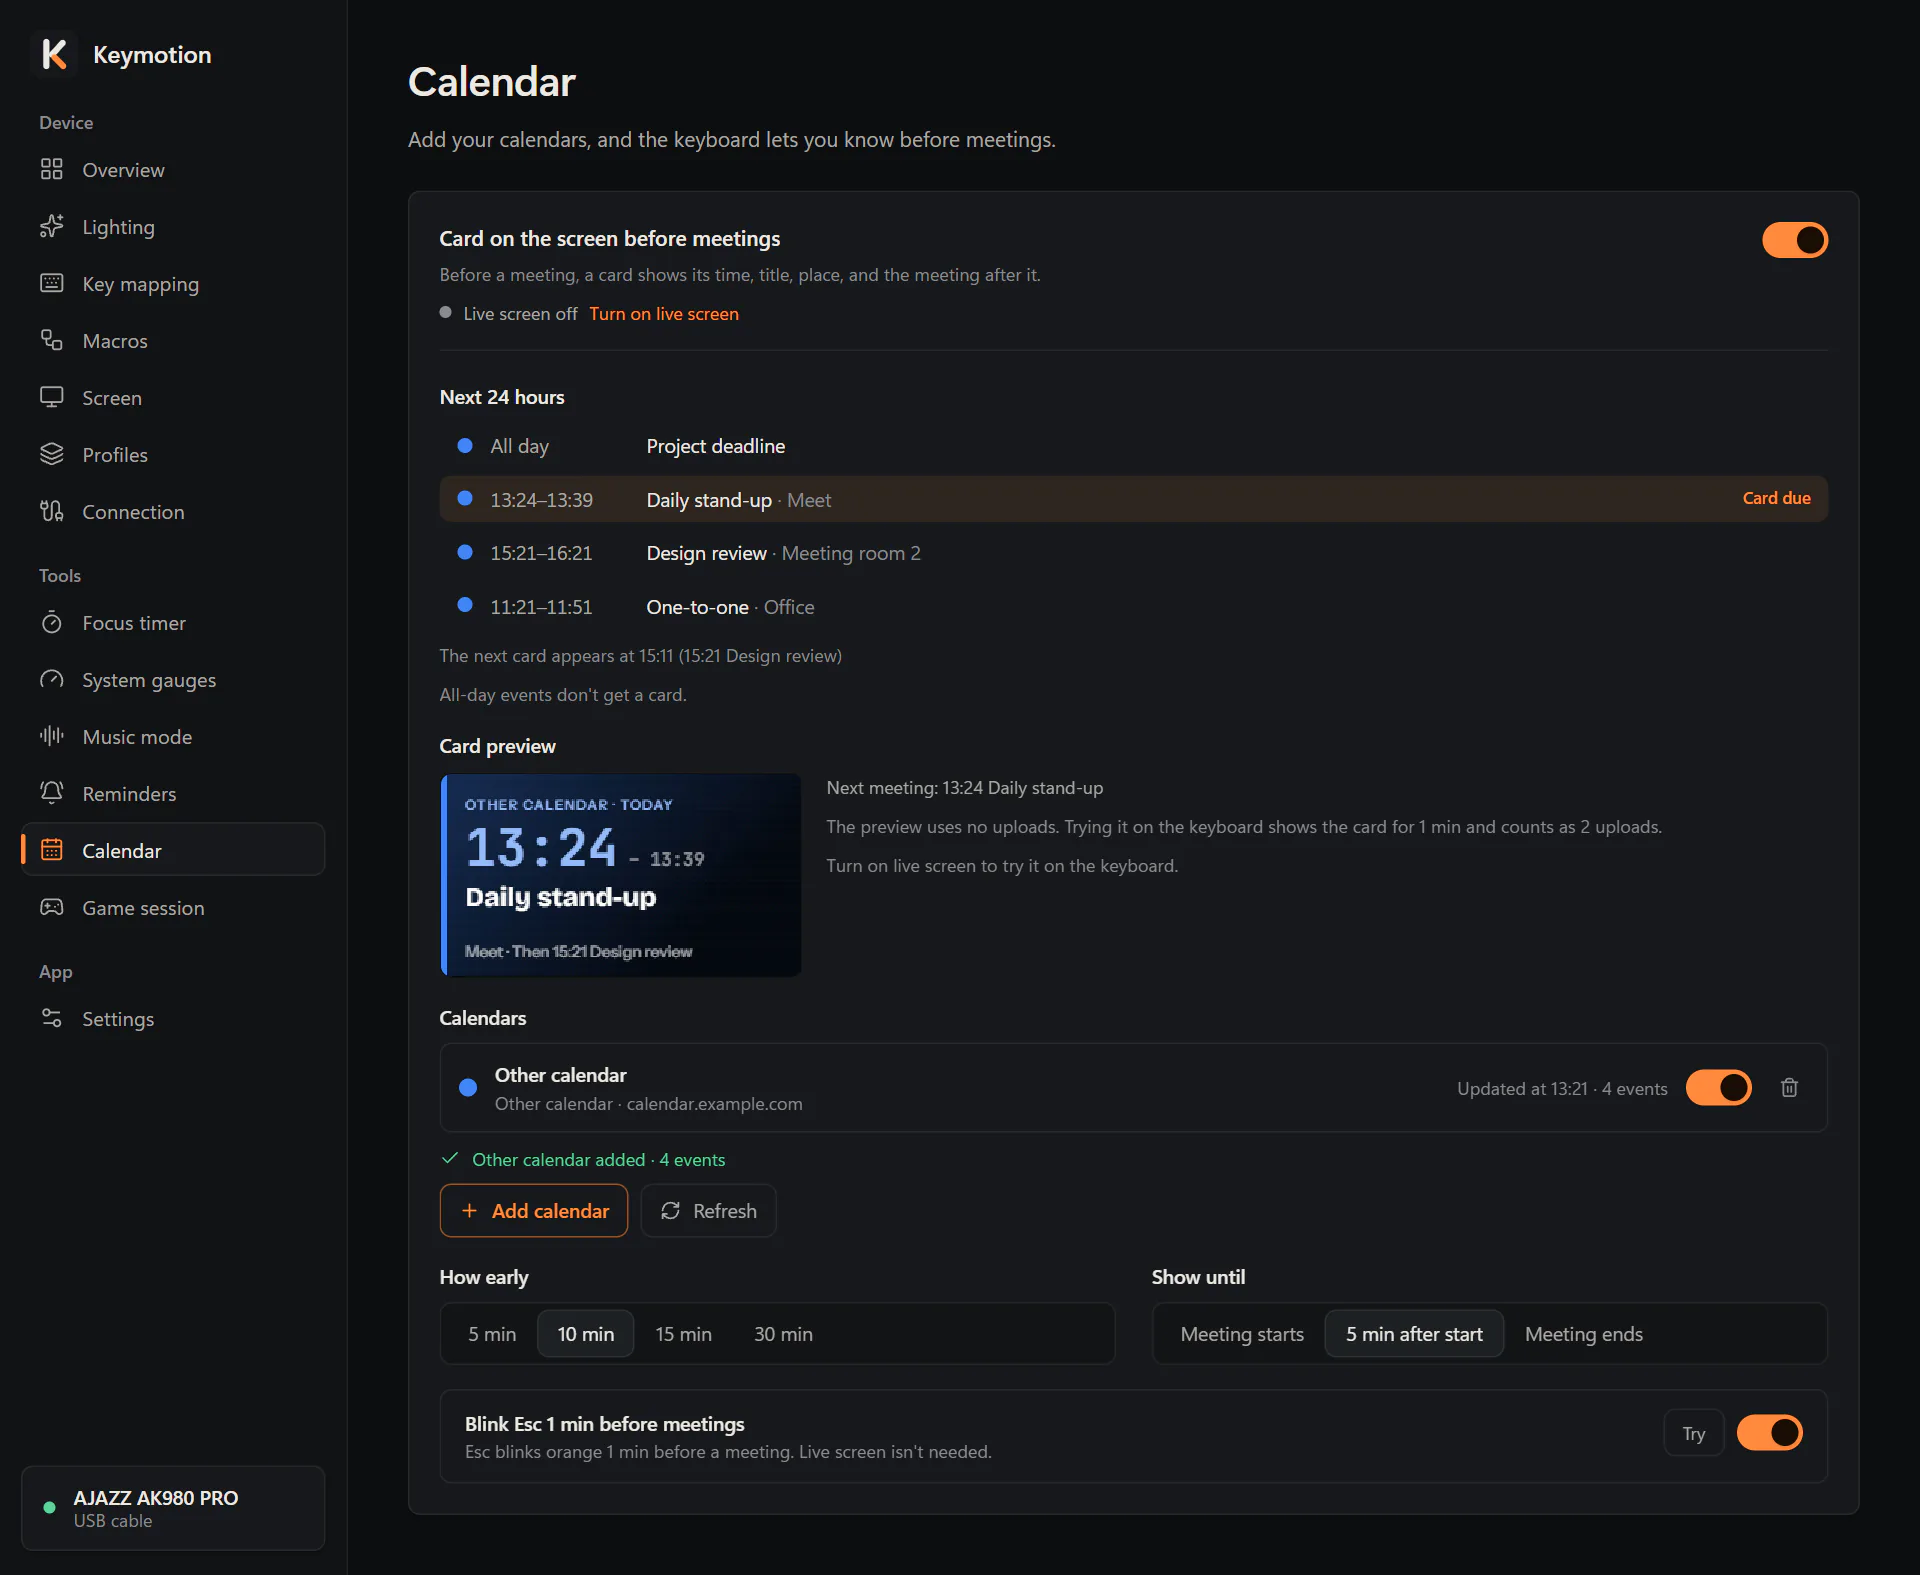 Keymotion
Device
Overview
Lighting
Key mapping
Macros
Screen
Profiles
Connection
Tools
Focus timer
System gauges
Music mode
Reminders
Calendar
Game session
App
Settings
AJAZZ AK980 PRO
USB cable
Calendar
Add your calendars, and the keyboard lets you know before meetings.
Card on the screen before meetings
Before a meeting, a card shows its time, title, place, and the meeting after it.
Live screen off Turn on live screen
Next 24 hours
All day Project deadline
13:24–13:39 Daily stand-up · Meet Card due
15:21–16:21 Design review · Meeting room 2
11:21–11:51 One-to-one · Office
The next card appears at 15:11 (15:21 Design review)
All-day events don't get a card.
Card preview
OTHER CALENDAR · TODAY
13:24 – 13:39
Daily stand-up
Meet · Then 15:21 Design review
Next meeting: 13:24 Daily stand-up
The preview uses no uploads. Trying it on the keyboard shows the card for 1 min and counts as 2 uploads.
Turn on live screen to try it on the keyboard.
Calendars
Other calendar
Other calendar · calendar.example.com
Updated at 13:21 · 4 events
Other calendar added · 4 events
Add calendar Refresh
How early
5 min 10 min 15 min 30 min
Show until
Meeting starts 5 min after start Meeting ends
Blink Esc 1 min before meetings
Esc blinks orange 1 min before a meeting. Live screen isn't needed.
Try